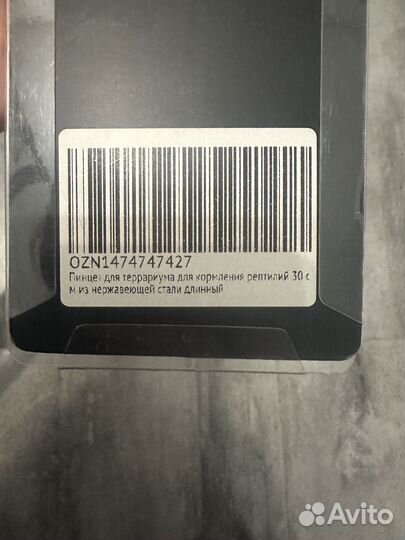 OZN1474747427
Пинцет для террариума для кормления рептилий 30 с
м из нержавеющей стали длинный
Avito